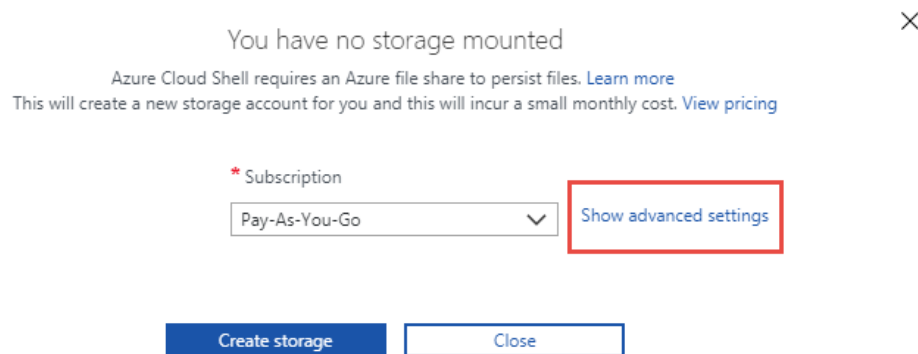 You have no storage mounted
Azure Cloud Shell requires an Azure file share to persist files. Learn more
This will create a new storage account for you and this will incur a small monthly cost. View pricing
* Subscription
Pay-As-You-Go
Show advanced settings
Create storage
Close